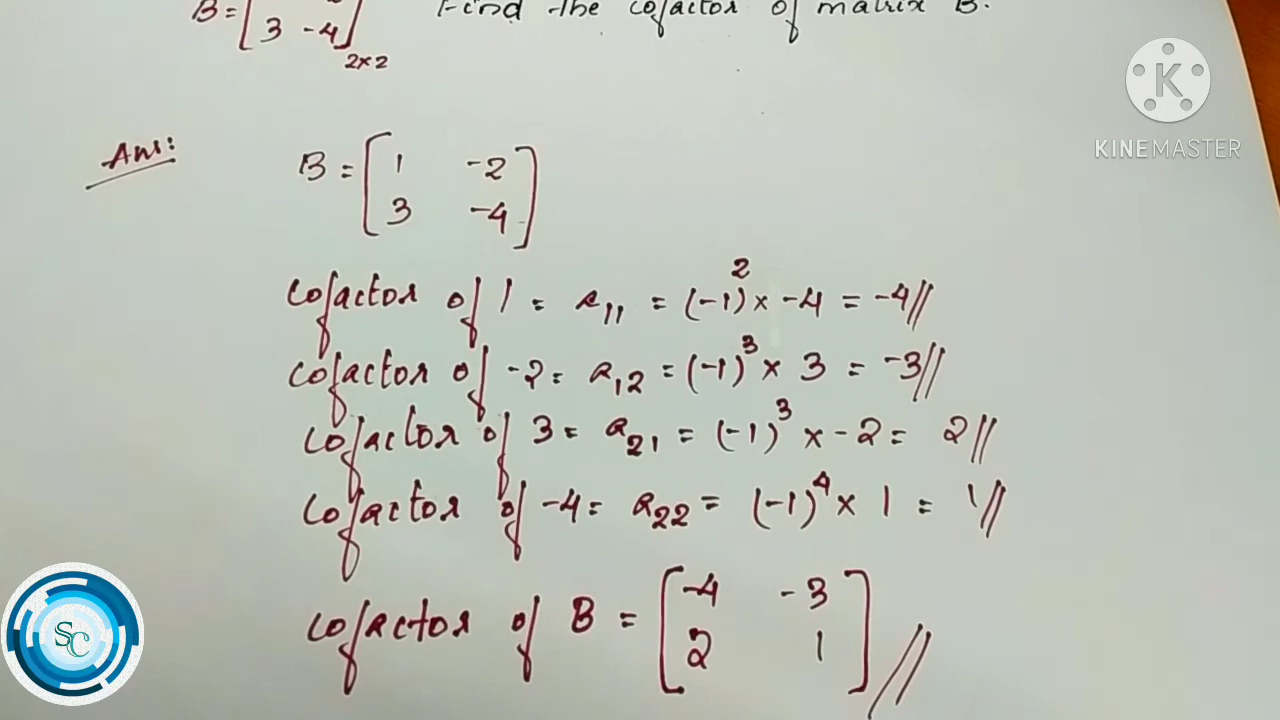 B = [ Find the cofactor of matrix B.
3 -4] 2×2
Ans:
B = [ 1 -2
3 -4 ]
Cofactor of 1 = a11 = (-1)^2 × -4 = -4//
Cofactor of -2 = a12 = (-1)^3 × 3 = -3//
Cofactor of 3 = a21 = (-1)^3 × -2 = 2//
Cofactor of -4 = a22 = (-1)^4 × 1 = 1//
Cofactor of B = [ -4 -3
2 1 ] //
K
KINEMASTER
SC